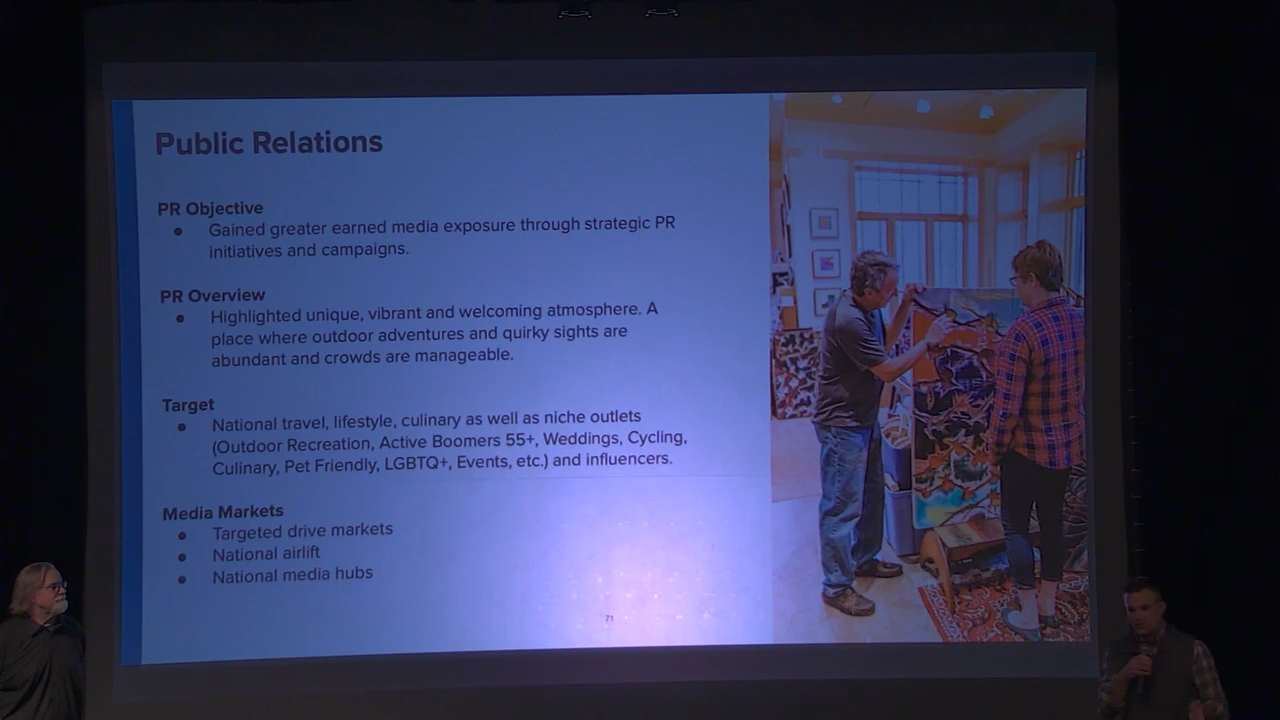 Public Relations
PR Objective
● Gained greater earned media exposure through strategic PR
initiatives and campaigns.
PR Overview
● Highlighted unique, vibrant and welcoming atmosphere. A
place where outdoor adventures and quirky sights are
abundant and crowds are manageable.
Target
● National travel, lifestyle, culinary as well as niche outlets
(Outdoor Recreation, Active Boomers 55+, Weddings, Cycling,
Culinary, Pet Friendly, LGBTQ+, Events, etc.) and influencers.
Media Markets
● Targeted drive markets
● National airlift
● National media hubs
71